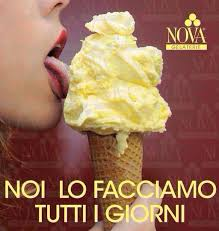 NOVA
GELATERIE
NOI LO FACCIAMO
TUTTI I GIORNI